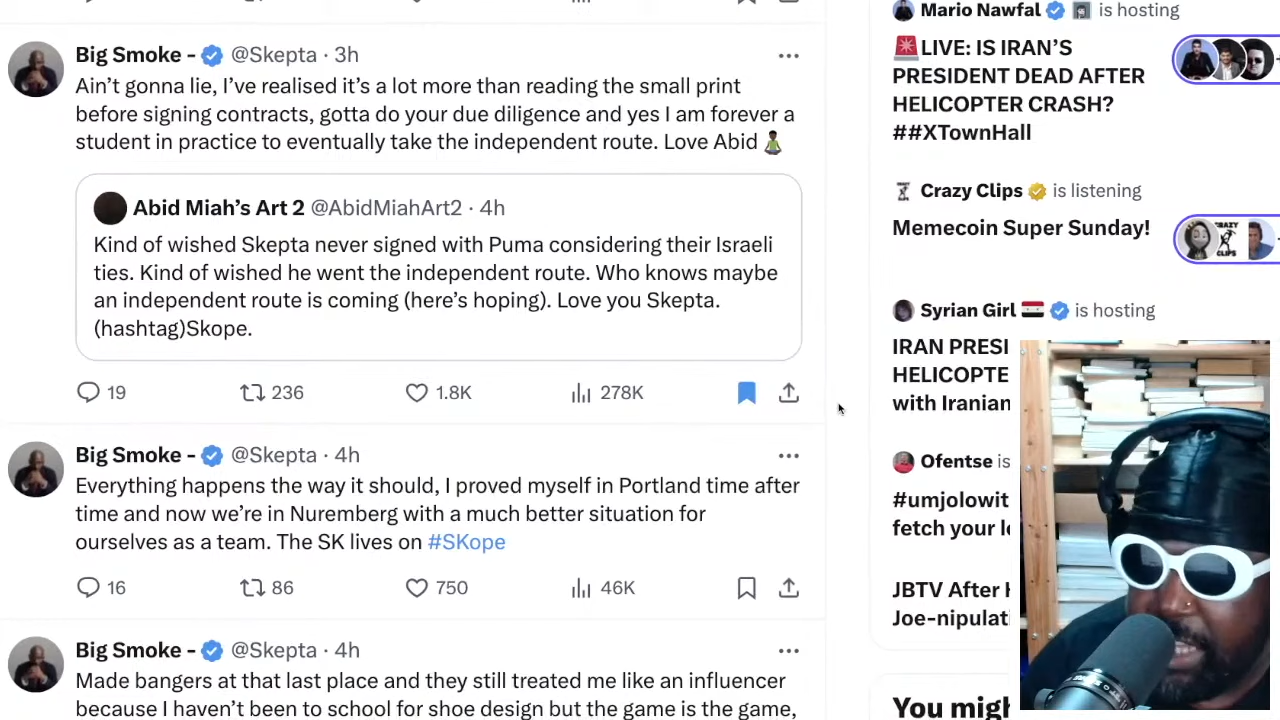 Big Smoke - @Skepta · 3h
Ain’t gonna lie, I’ve realised it’s a lot more than reading the small print
before signing contracts, gotta do your due diligence and yes I am forever a
student in practice to eventually take the independent route. Love Abid 🧘🏿‍♂️
Abid Miah’s Art 2 @AbidMiahArt2 · 4h
Kind of wished Skepta never signed with Puma considering their Israeli
ties. Kind of wished he went the independent route. Who knows maybe
an independent route is coming (here’s hoping). Love you Skepta.
(hashtag)Skope.
19 236 1.8K 278K
Big Smoke - @Skepta · 4h
Everything happens the way it should, I proved myself in Portland time after
time and now we’re in Nuremberg with a much better situation for
ourselves as a team. The SK lives on #SKope
16 86 750 46K
Big Smoke - @Skepta · 4h
Made bangers at that last place and they still treated me like an influencer
because I haven’t been to school for shoe design but the game is the game,
Mario Nawfal is hosting
🚨LIVE: IS IRAN’S
PRESIDENT DEAD AFTER
HELICOPTER CRASH?
##XTownHall
Crazy Clips is listening
Memecoin Super Sunday!
CRAZY
CLIPS
Syrian Girl 🇸🇾 is hosting
IRAN PRESI
HELICOPTE
with Iranian
Ofentse is
#umjolowit
fetch your l
JBTV After
Joe-nipulati
You migh